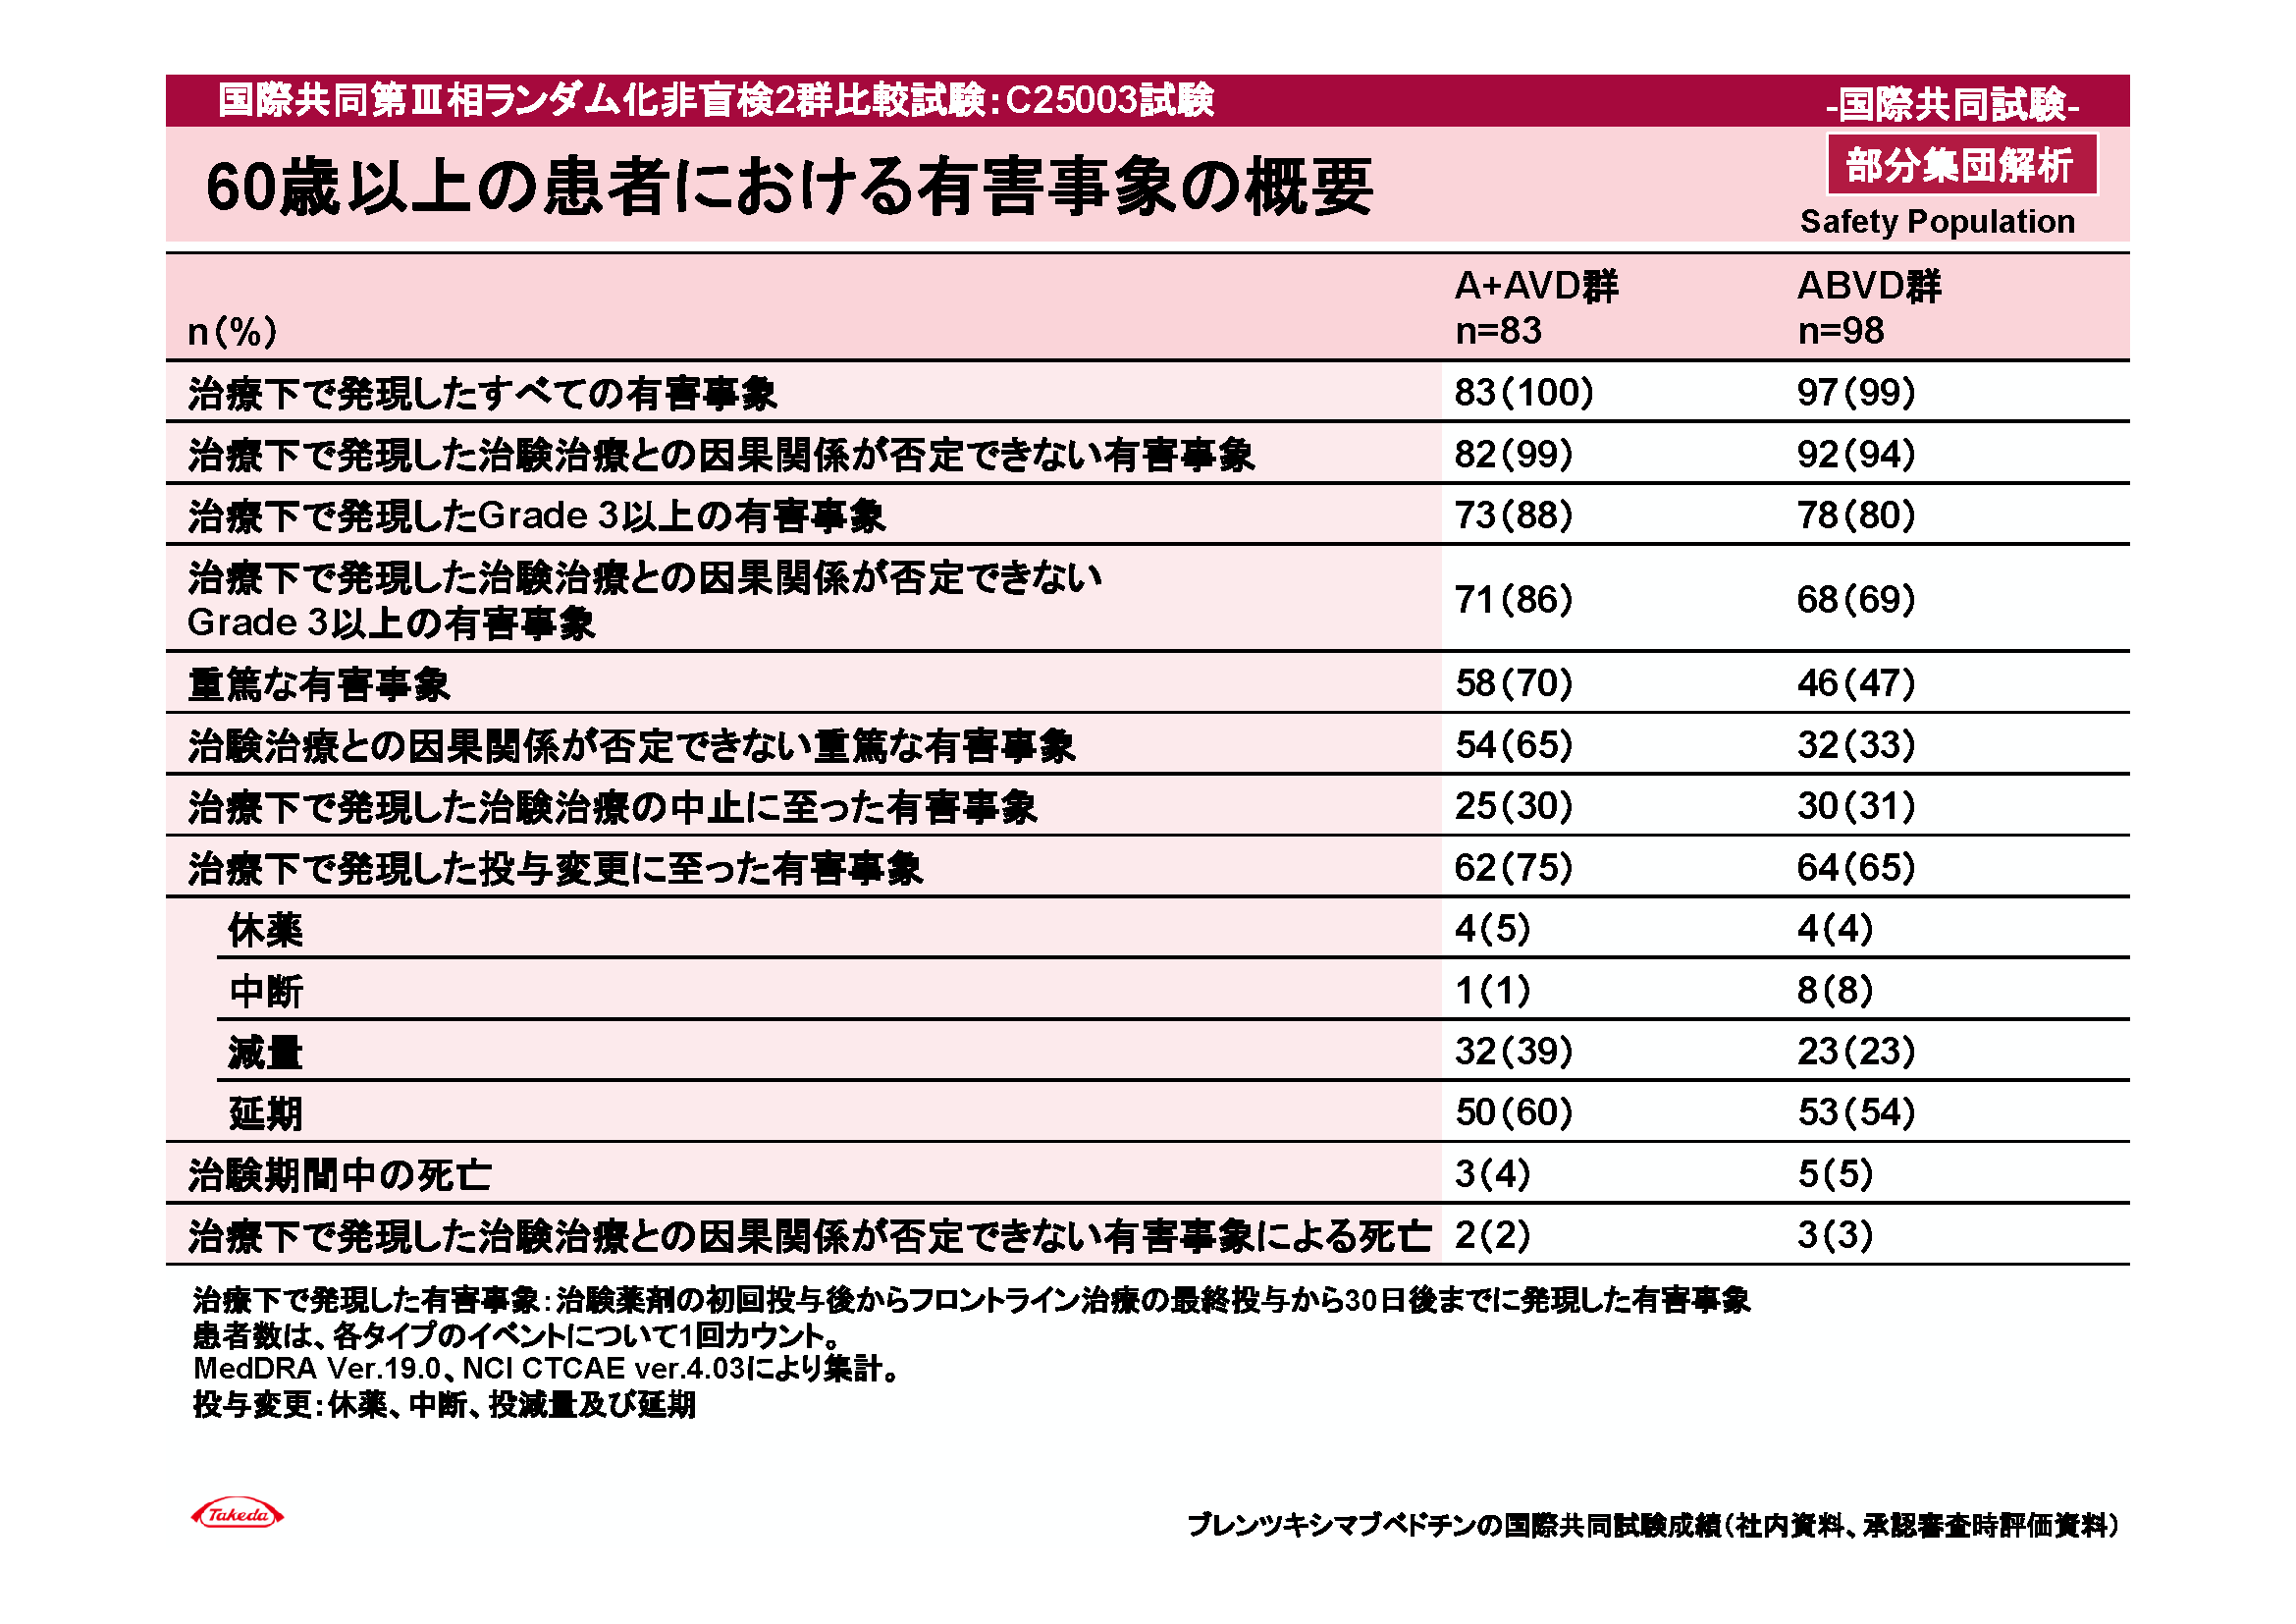 国際共同第Ⅲ相ランダム化非盲検2群比較試験：C25003試験
-国際共同試験-
60歳以上の患者における有害事象の概要
部分集団解析
Safety Population
n（%）
A+AVD群
n=83
ABVD群
n=98
治療下で発現したすべての有害事象 83（100） 97（99）
治療下で発現した治験治療との因果関係が否定できない有害事象 82（99） 92（94）
治療下で発現したGrade 3以上の有害事象 73（88） 78（80）
治療下で発現した治験治療との因果関係が否定できない
Grade 3以上の有害事象 71（86） 68（69）
重篤な有害事象 58（70） 46（47）
治験治療との因果関係が否定できない重篤な有害事象 54（65） 32（33）
治療下で発現した治験治療の中止に至った有害事象 25（30） 30（31）
治療下で発現した投与変更に至った有害事象 62（75） 64（65）
休薬 4（5） 4（4）
中断 1（1） 8（8）
減量 32（39） 23（23）
延期 50（60） 53（54）
治験期間中の死亡 3（4） 5（5）
治療下で発現した治験治療との因果関係が否定できない有害事象による死亡 2（2） 3（3）
治療下で発現した有害事象：治験薬剤の初回投与後からフロントライン治療の最終投与から30日後までに発現した有害事象
患者数は、各タイプのイベントについて1回カウント。
MedDRA Ver.19.0、NCI CTCAE ver.4.03により集計。
投与変更：休薬、中断、投減量及び延期
Takeda
ブレンツキシマブベドチンの国際共同試験成績（社内資料、承認審査時評価資料）